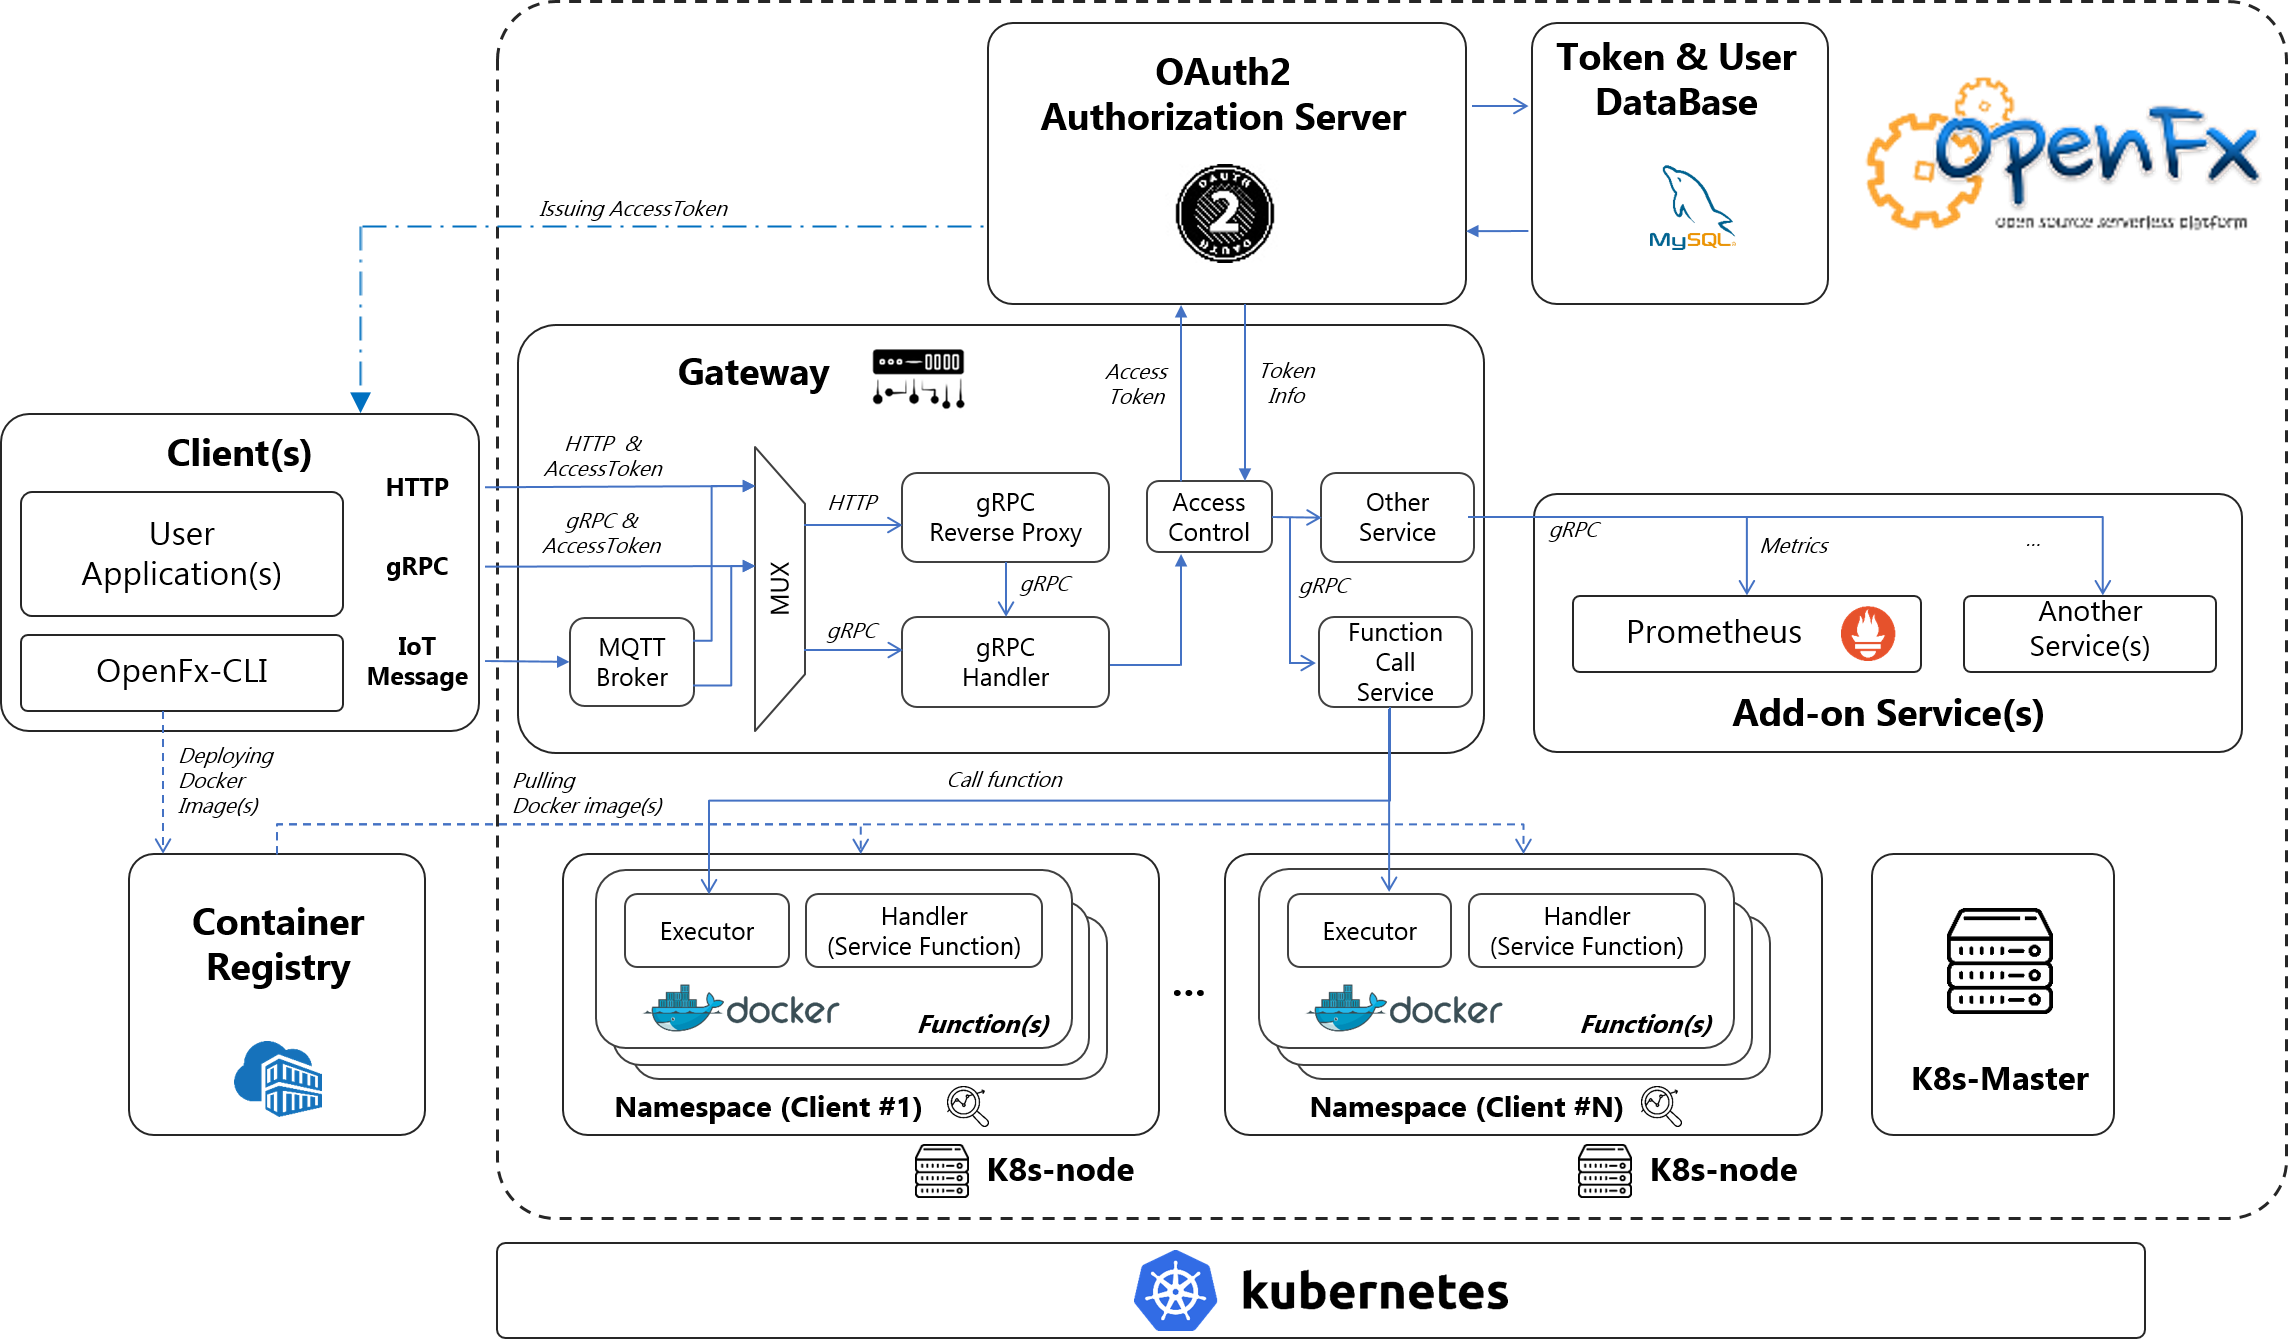 OAuth2
Authorization Server
OAUTH
2
OAUTH
Token & User
DataBase
MySQL
OpenFx
open source serverless platform
Issuing AccessToken
Gateway
Access
Token
Token
Info
Client(s)
HTTP
gRPC
IoT
Message
User
Application(s)
OpenFx-CLI
HTTP &
AccessToken
gRPC &
AccessToken
MQTT
Broker
MUX
HTTP
gRPC
gRPC
Reverse Proxy
gRPC
gRPC
Handler
Access
Control
Other
Service
gRPC
Function
Call
Service
gRPC
Metrics
...
Prometheus
Another
Service(s)
Add-on Service(s)
Deploying
Docker
Image(s)
Pulling
Docker image(s)
Call function
Container
Registry
Executor
Handler
(Service Function)
docker
Function(s)
Namespace (Client #1)
K8s-node
...
Executor
Handler
(Service Function)
docker
Function(s)
Namespace (Client #N)
K8s-node
K8s-Master
kubernetes